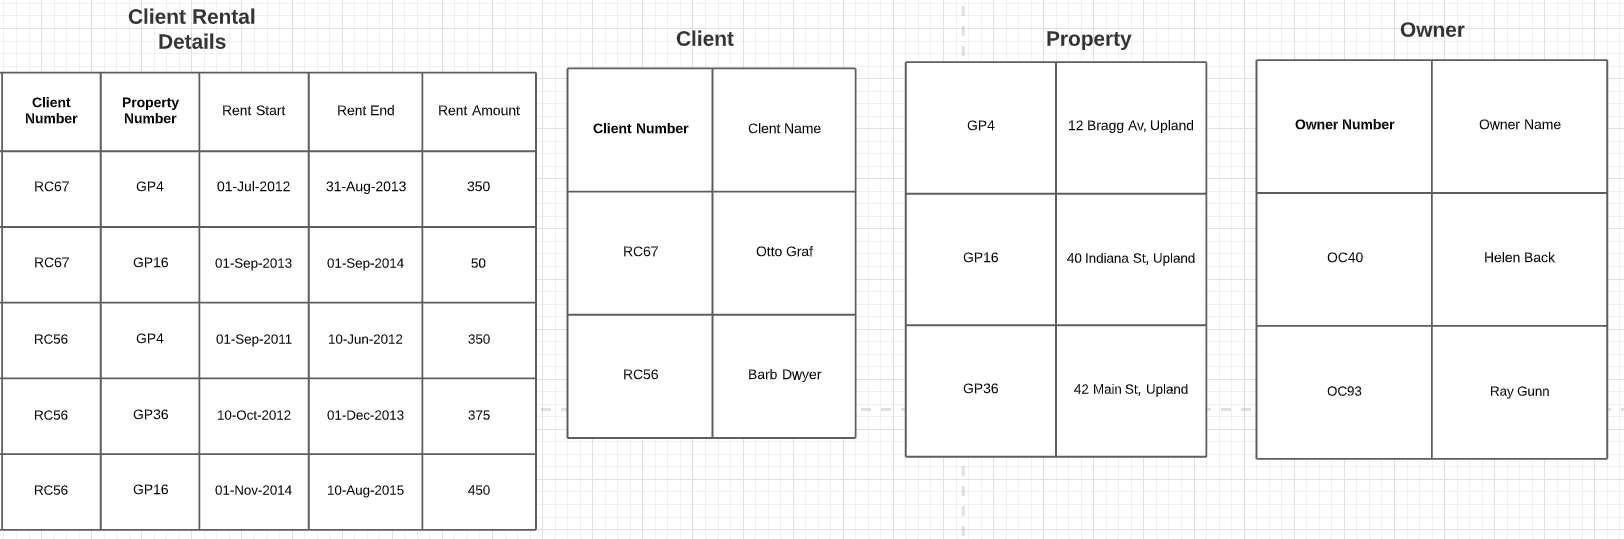 Client Rental
Details
Client
Number
Property
Number
Rent Start
Rent End
Rent Amount
RC67
GP4
01-Jul-2012
31-Aug-2013
350
RC67
GP16
01-Sep-2013
01-Sep-2014
50
RC56
GP4
01-Sep-2011
10-Jun-2012
350
RC56
GP36
10-Oct-2012
01-Dec-2013
375
RC56
GP16
01-Nov-2014
10-Aug-2015
450
Client
Client Number
Clent Name
RC67
Otto Graf
RC56
Barb Dwyer
Property
GP4
12 Bragg Av, Upland
GP16
40 Indiana St, Upland
GP36
42 Main St, Upland
Owner
Owner Number
Owner Name
OC40
Helen Back
OC93
Ray Gunn